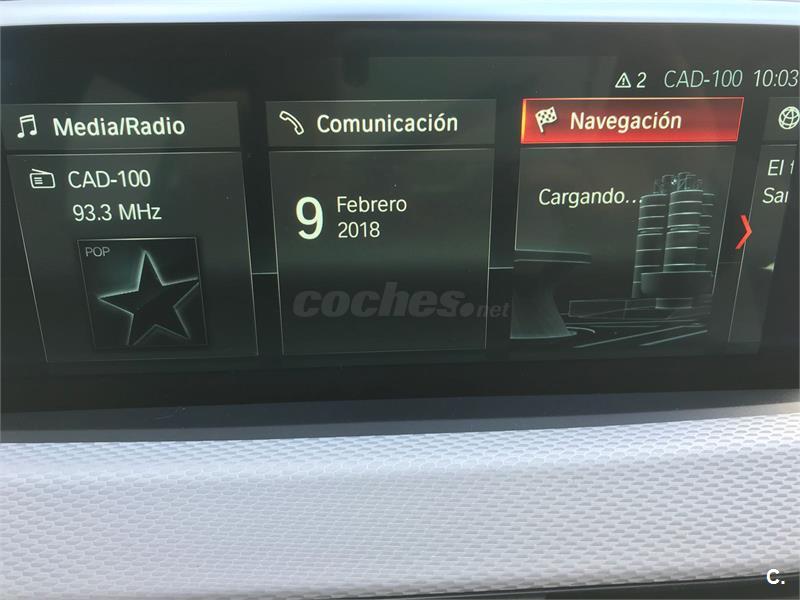 2 CAD-100 10:03
Media/Radio
Comunicación
Navegación
CAD-100
93.3 MHz
POP
9 Febrero
2018
Cargando...
El
coches.net
C.